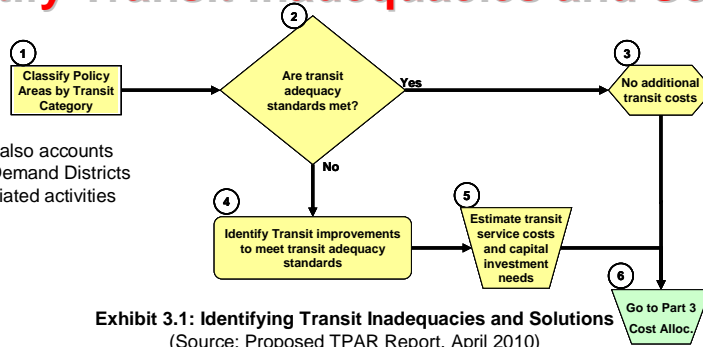 Transit Inadequacies and
1
Classify Policy
Areas by Transit
Category
2
Are transit
adequacy
standards met?
Yes
3
No additional
transit costs
also accounts
Demand Districts
iated activities
No
4
Identify Transit improvements
to meet transit adequacy
standards
5
Estimate transit
service costs
and capital
investment
needs
6
Go to Part 3
Cost Alloc.
Exhibit 3.1: Identifying Transit Inadequacies and Solutions
(Source: Proposed TPAR Report, April 2010)